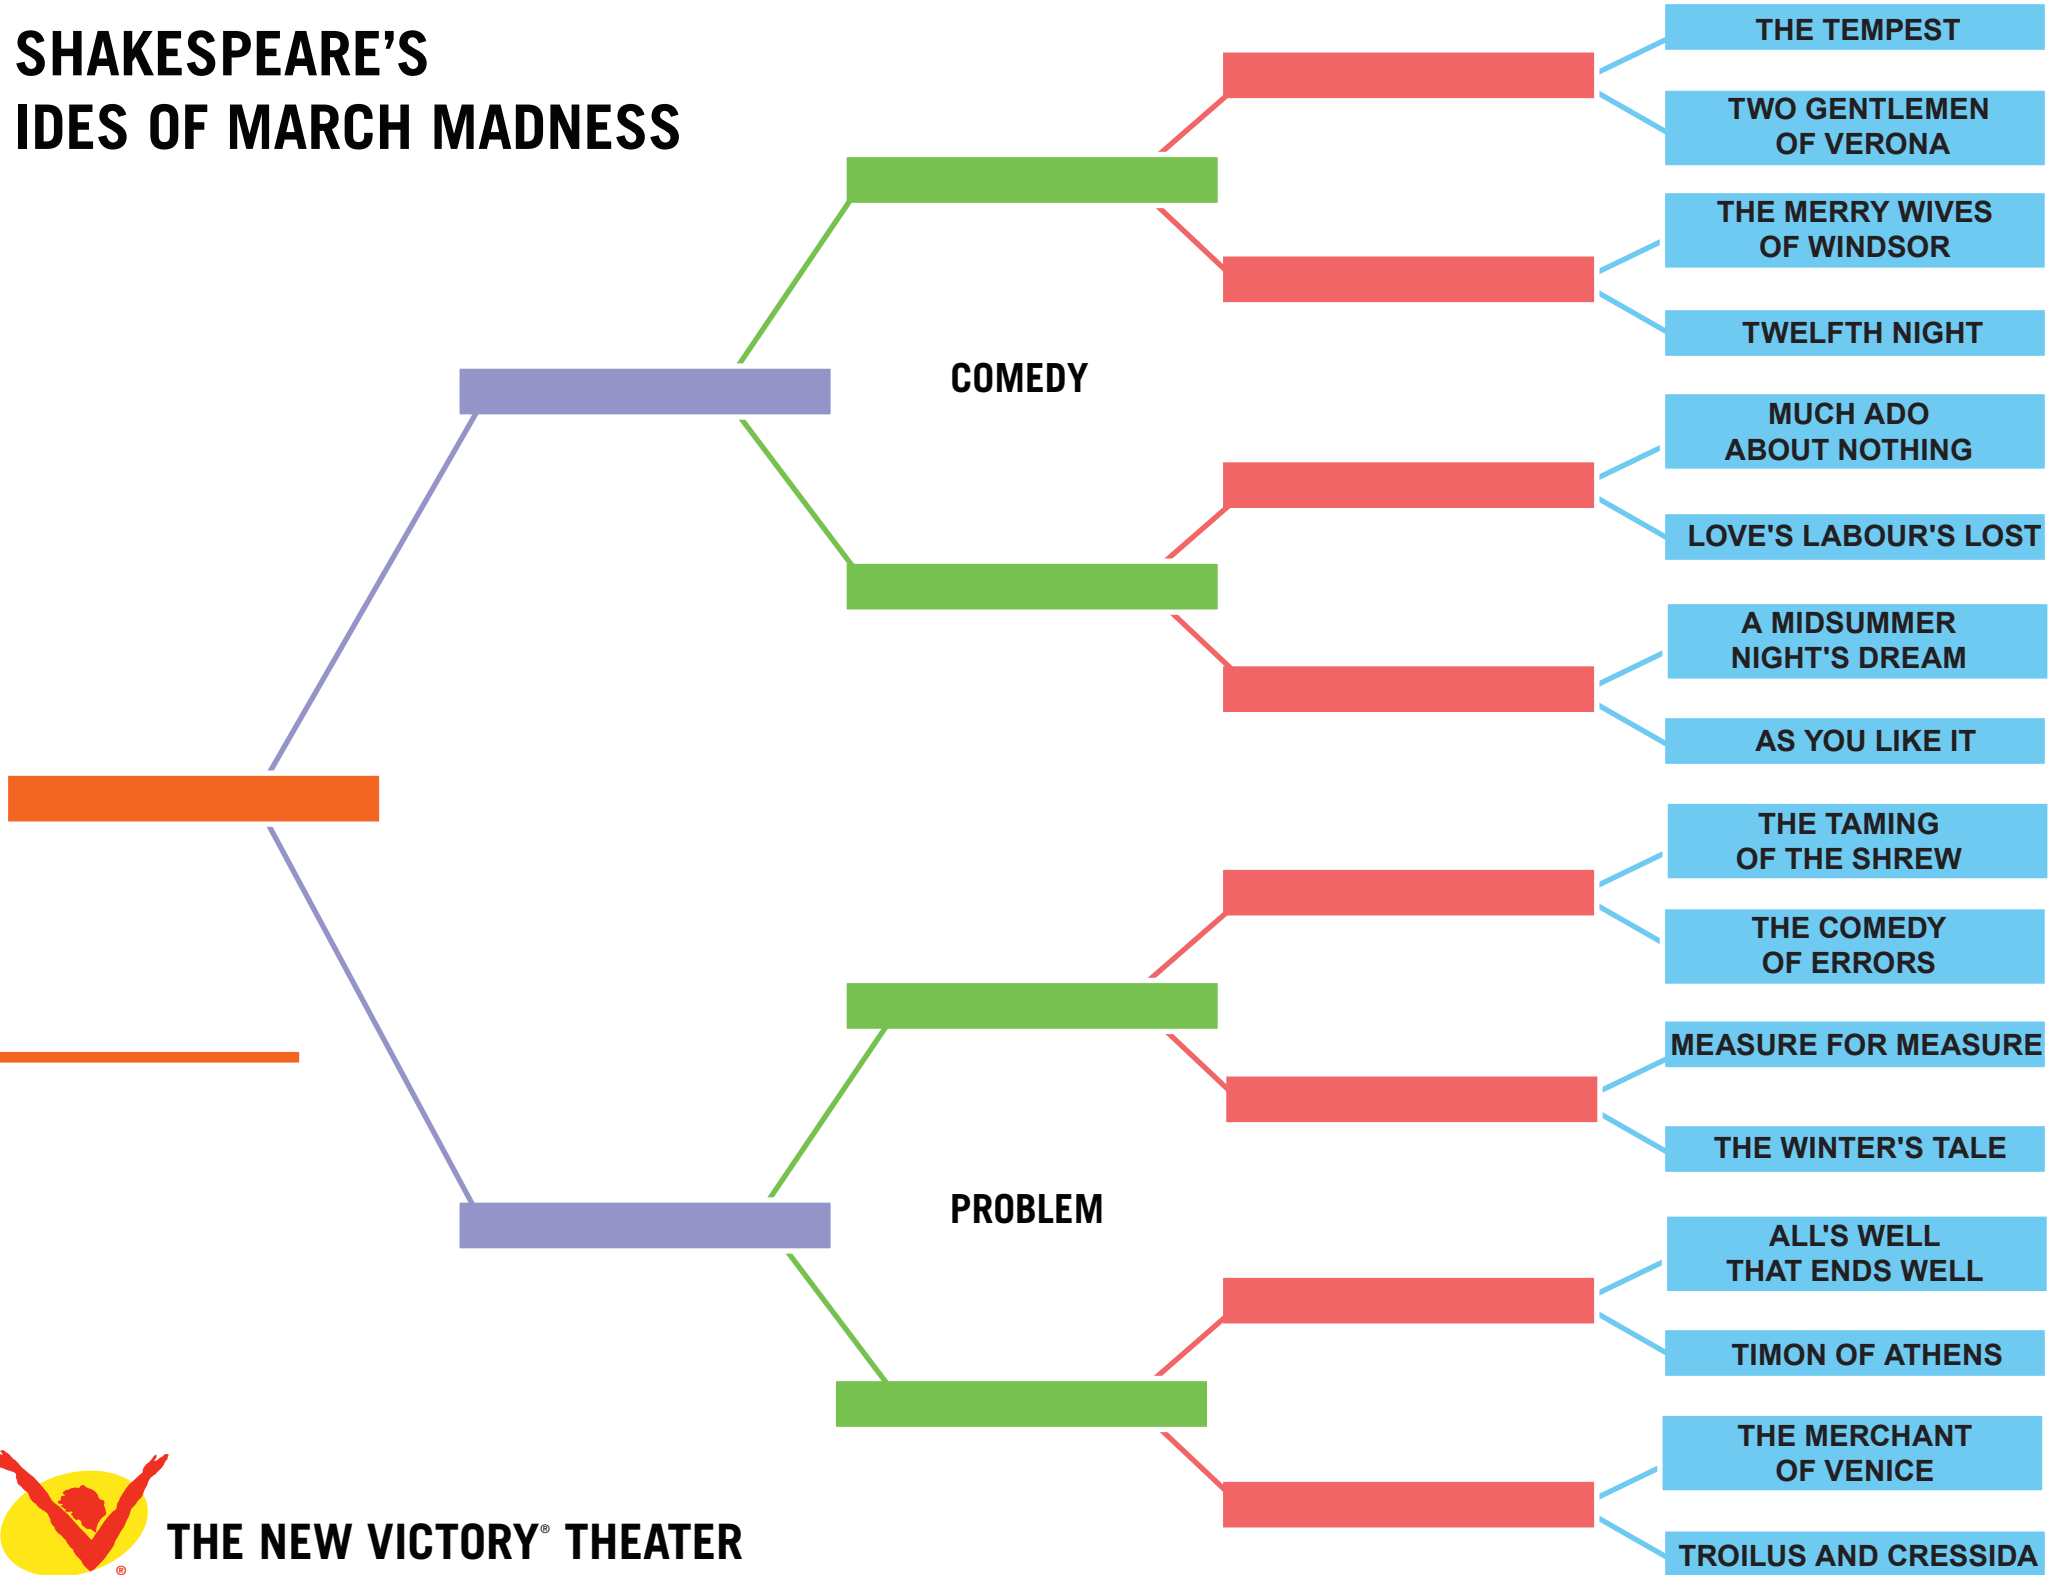 SHAKESPEARE’S
IDES OF MARCH MADNESS
THE TEMPEST
TWO GENTLEMEN
OF VERONA
THE MERRY WIVES
OF WINDSOR
TWELFTH NIGHT
COMEDY
MUCH ADO
ABOUT NOTHING
LOVE'S LABOUR'S LOST
A MIDSUMMER
NIGHT'S DREAM
AS YOU LIKE IT
THE TAMING
OF THE SHREW
THE COMEDY
OF ERRORS
MEASURE FOR MEASURE
THE WINTER'S TALE
PROBLEM
ALL'S WELL
THAT ENDS WELL
TIMON OF ATHENS
THE MERCHANT
OF VENICE
TROILUS AND CRESSIDA
THE NEW VICTORY® THEATER
®